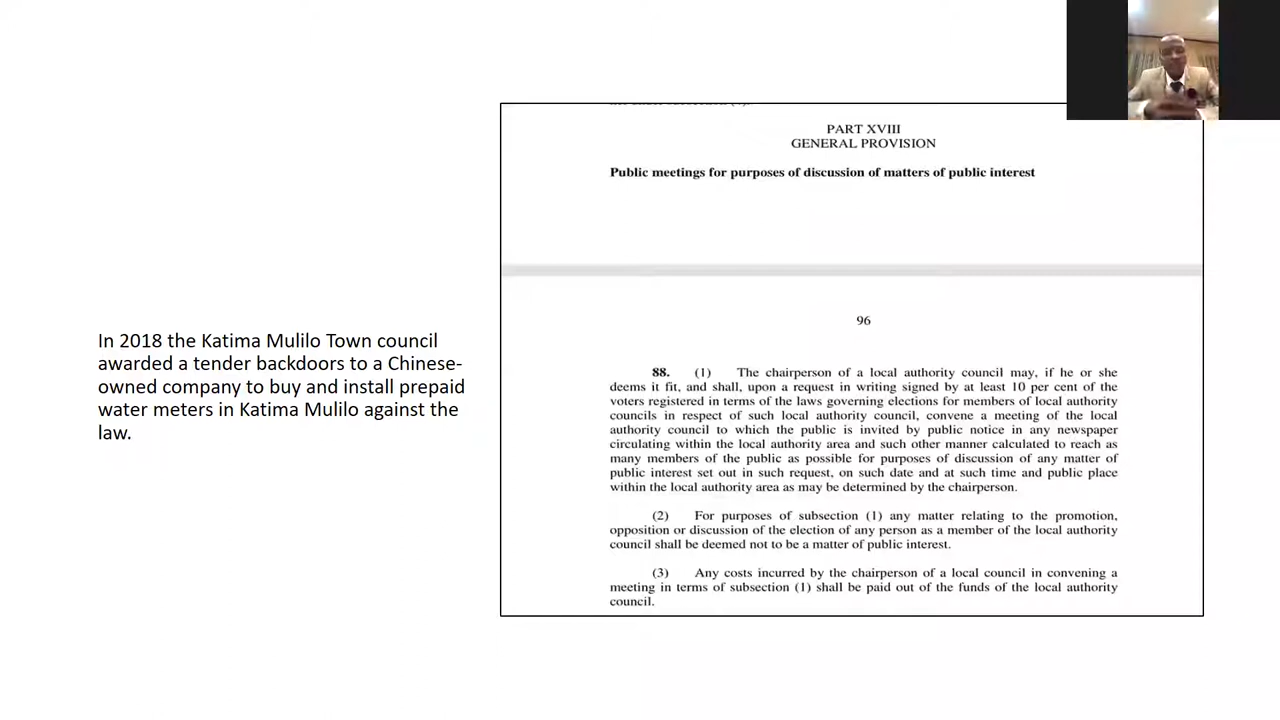 In 2018 the Katima Mulilo Town council
awarded a tender backdoors to a Chinese-
owned company to buy and install prepaid
water meters in Katima Mulilo against the
law.
PART XVIII
GENERAL PROVISION
Public meetings for purposes of discussion of matters of public interest
96
88. (1) The chairperson of a local authority council may, if he or she
deems it fit, and shall, upon a request in writing signed by at least 10 per cent of the
voters registered in terms of the laws governing elections for members of local authority
councils in respect of such local authority council, convene a meeting of the local
authority council to which the public is invited by public notice in any newspaper
circulating within the local authority area and such other manner calculated to reach as
many members of the public as possible for purposes of discussion of any matter of
public interest set out in such request, on such date and at such time and public place
within the local authority area as may be determined by the chairperson.
(2) For purposes of subsection (1) any matter relating to the promotion,
opposition or discussion of the election of any person as a member of the local authority
council shall be deemed not to be a matter of public interest.
(3) Any costs incurred by the chairperson of a local council in convening a
meeting in terms of subsection (1) shall be paid out of the funds of the local authority
council.